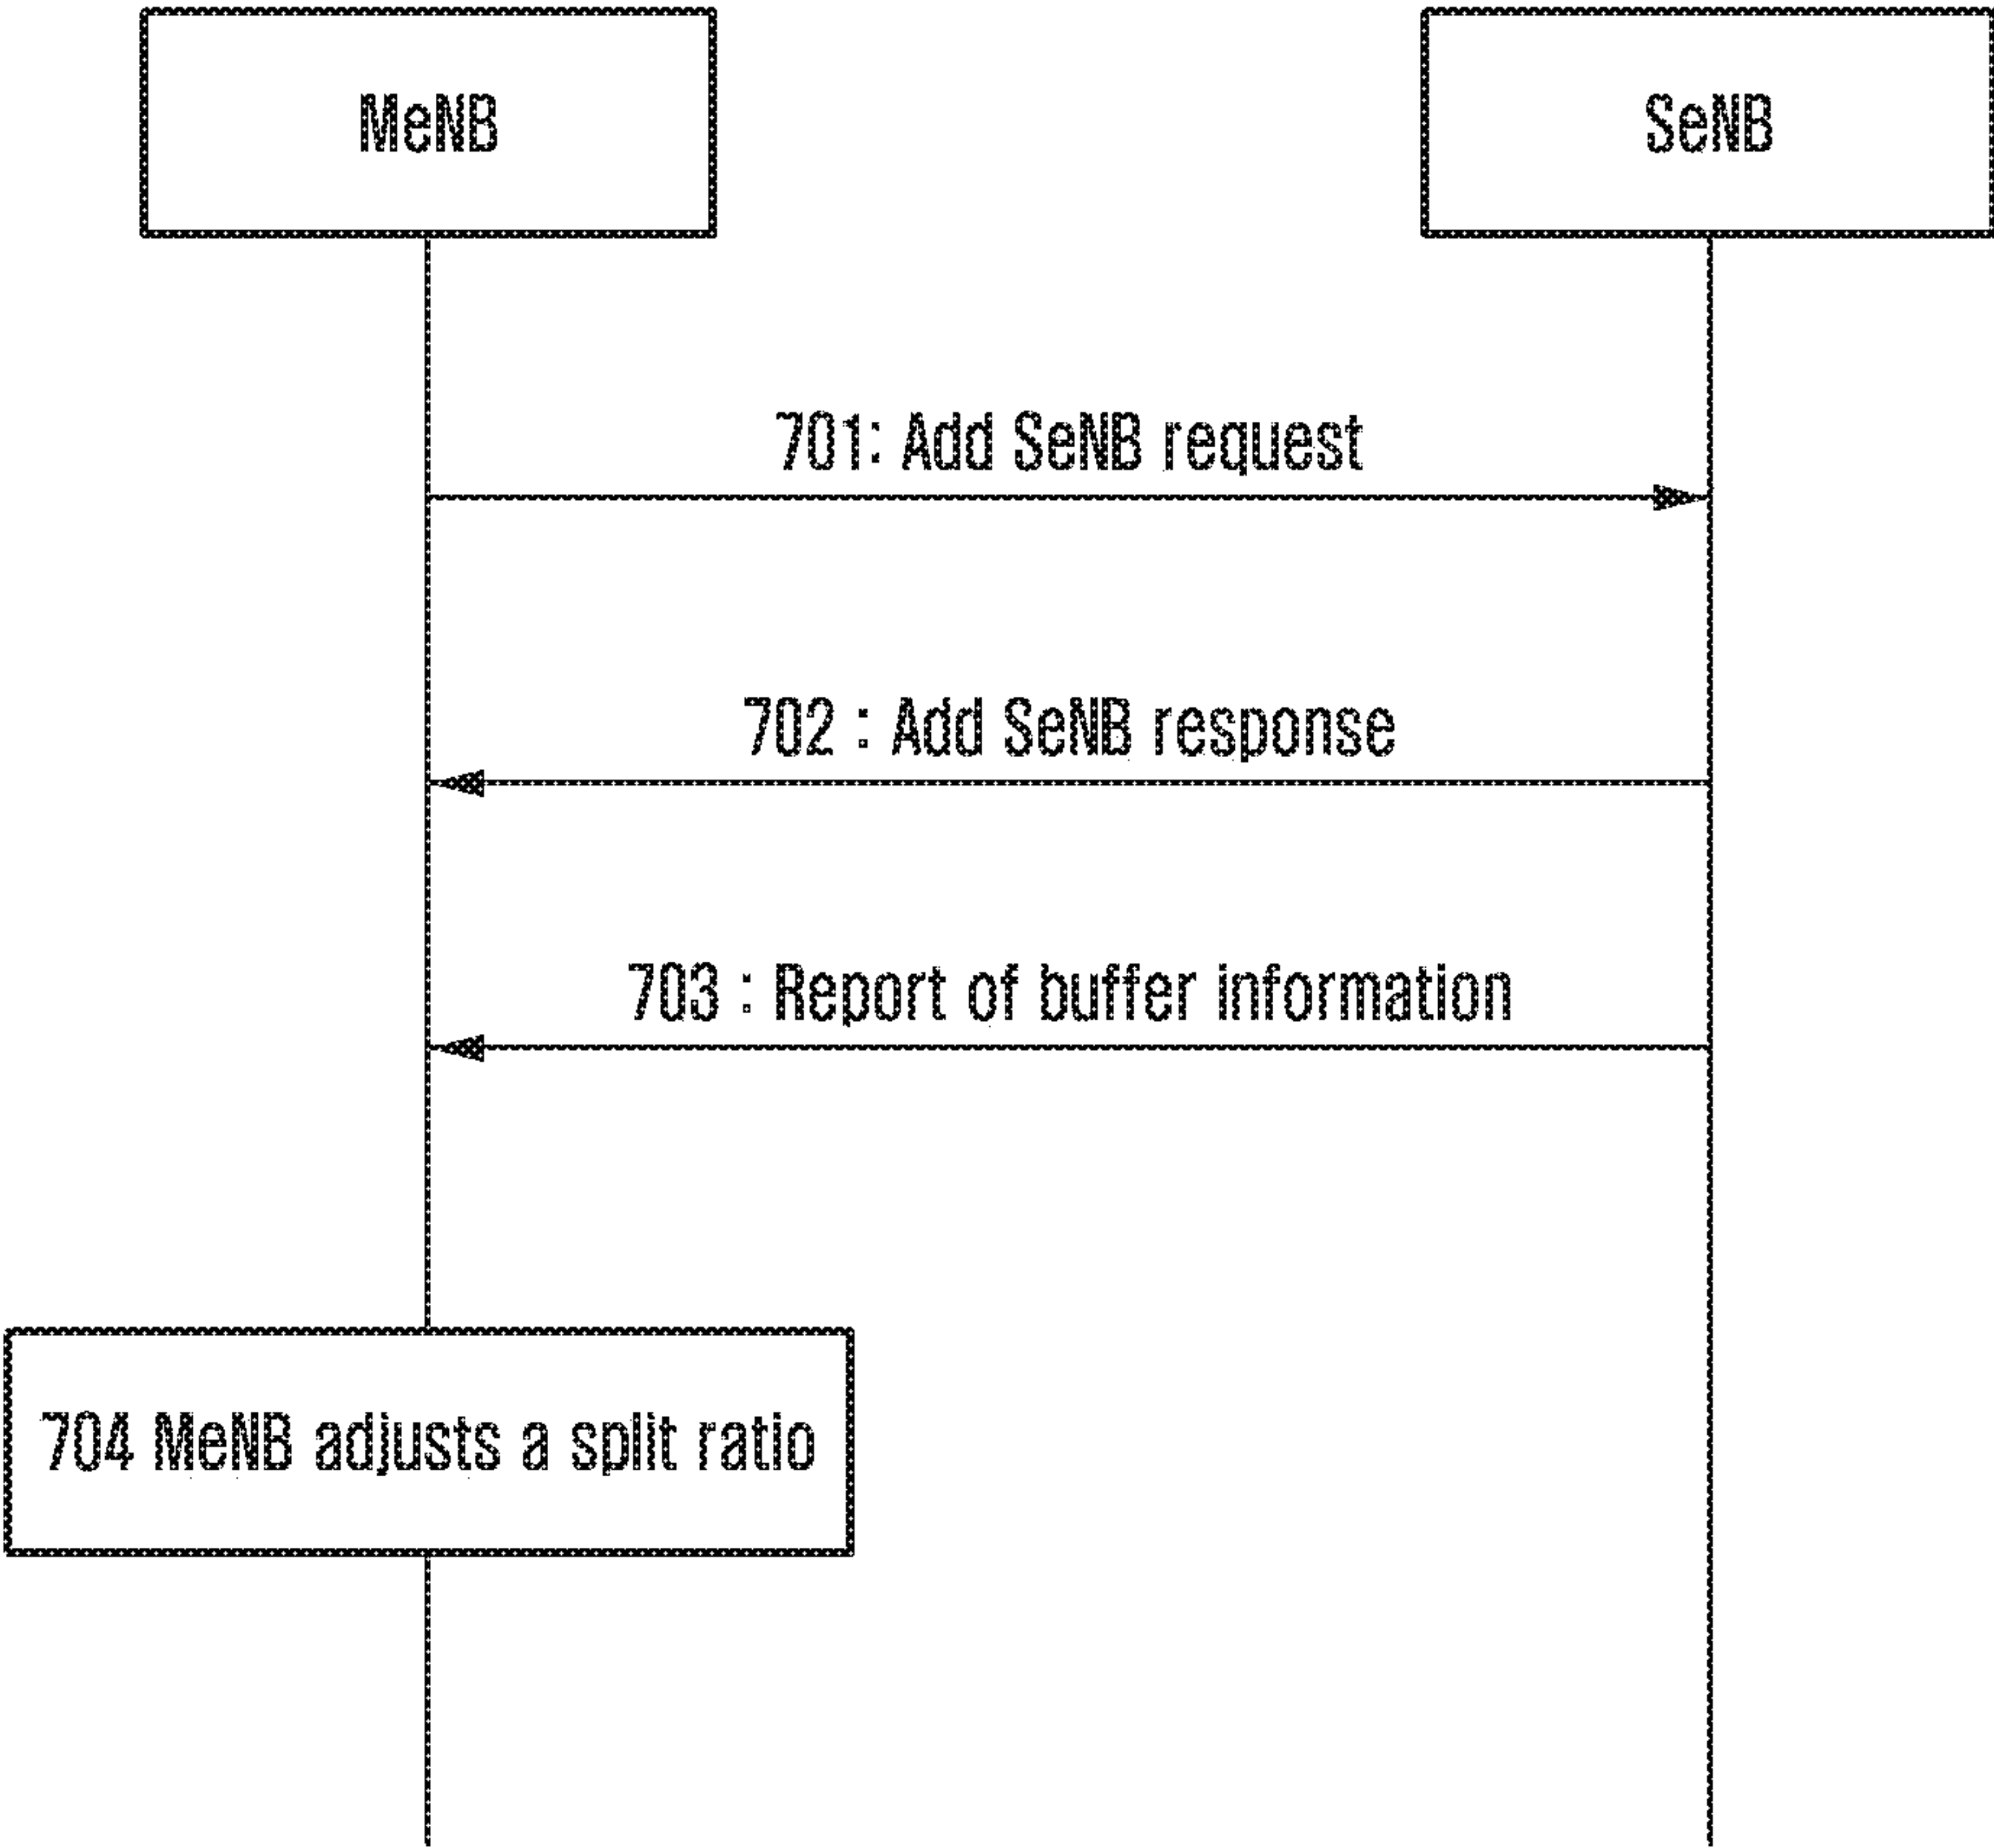 MeNB
SeNB
701: Add SeNB request
702 : Add SeNB response
703 : Report of buffer information
704 MeNB adjusts a split ratio